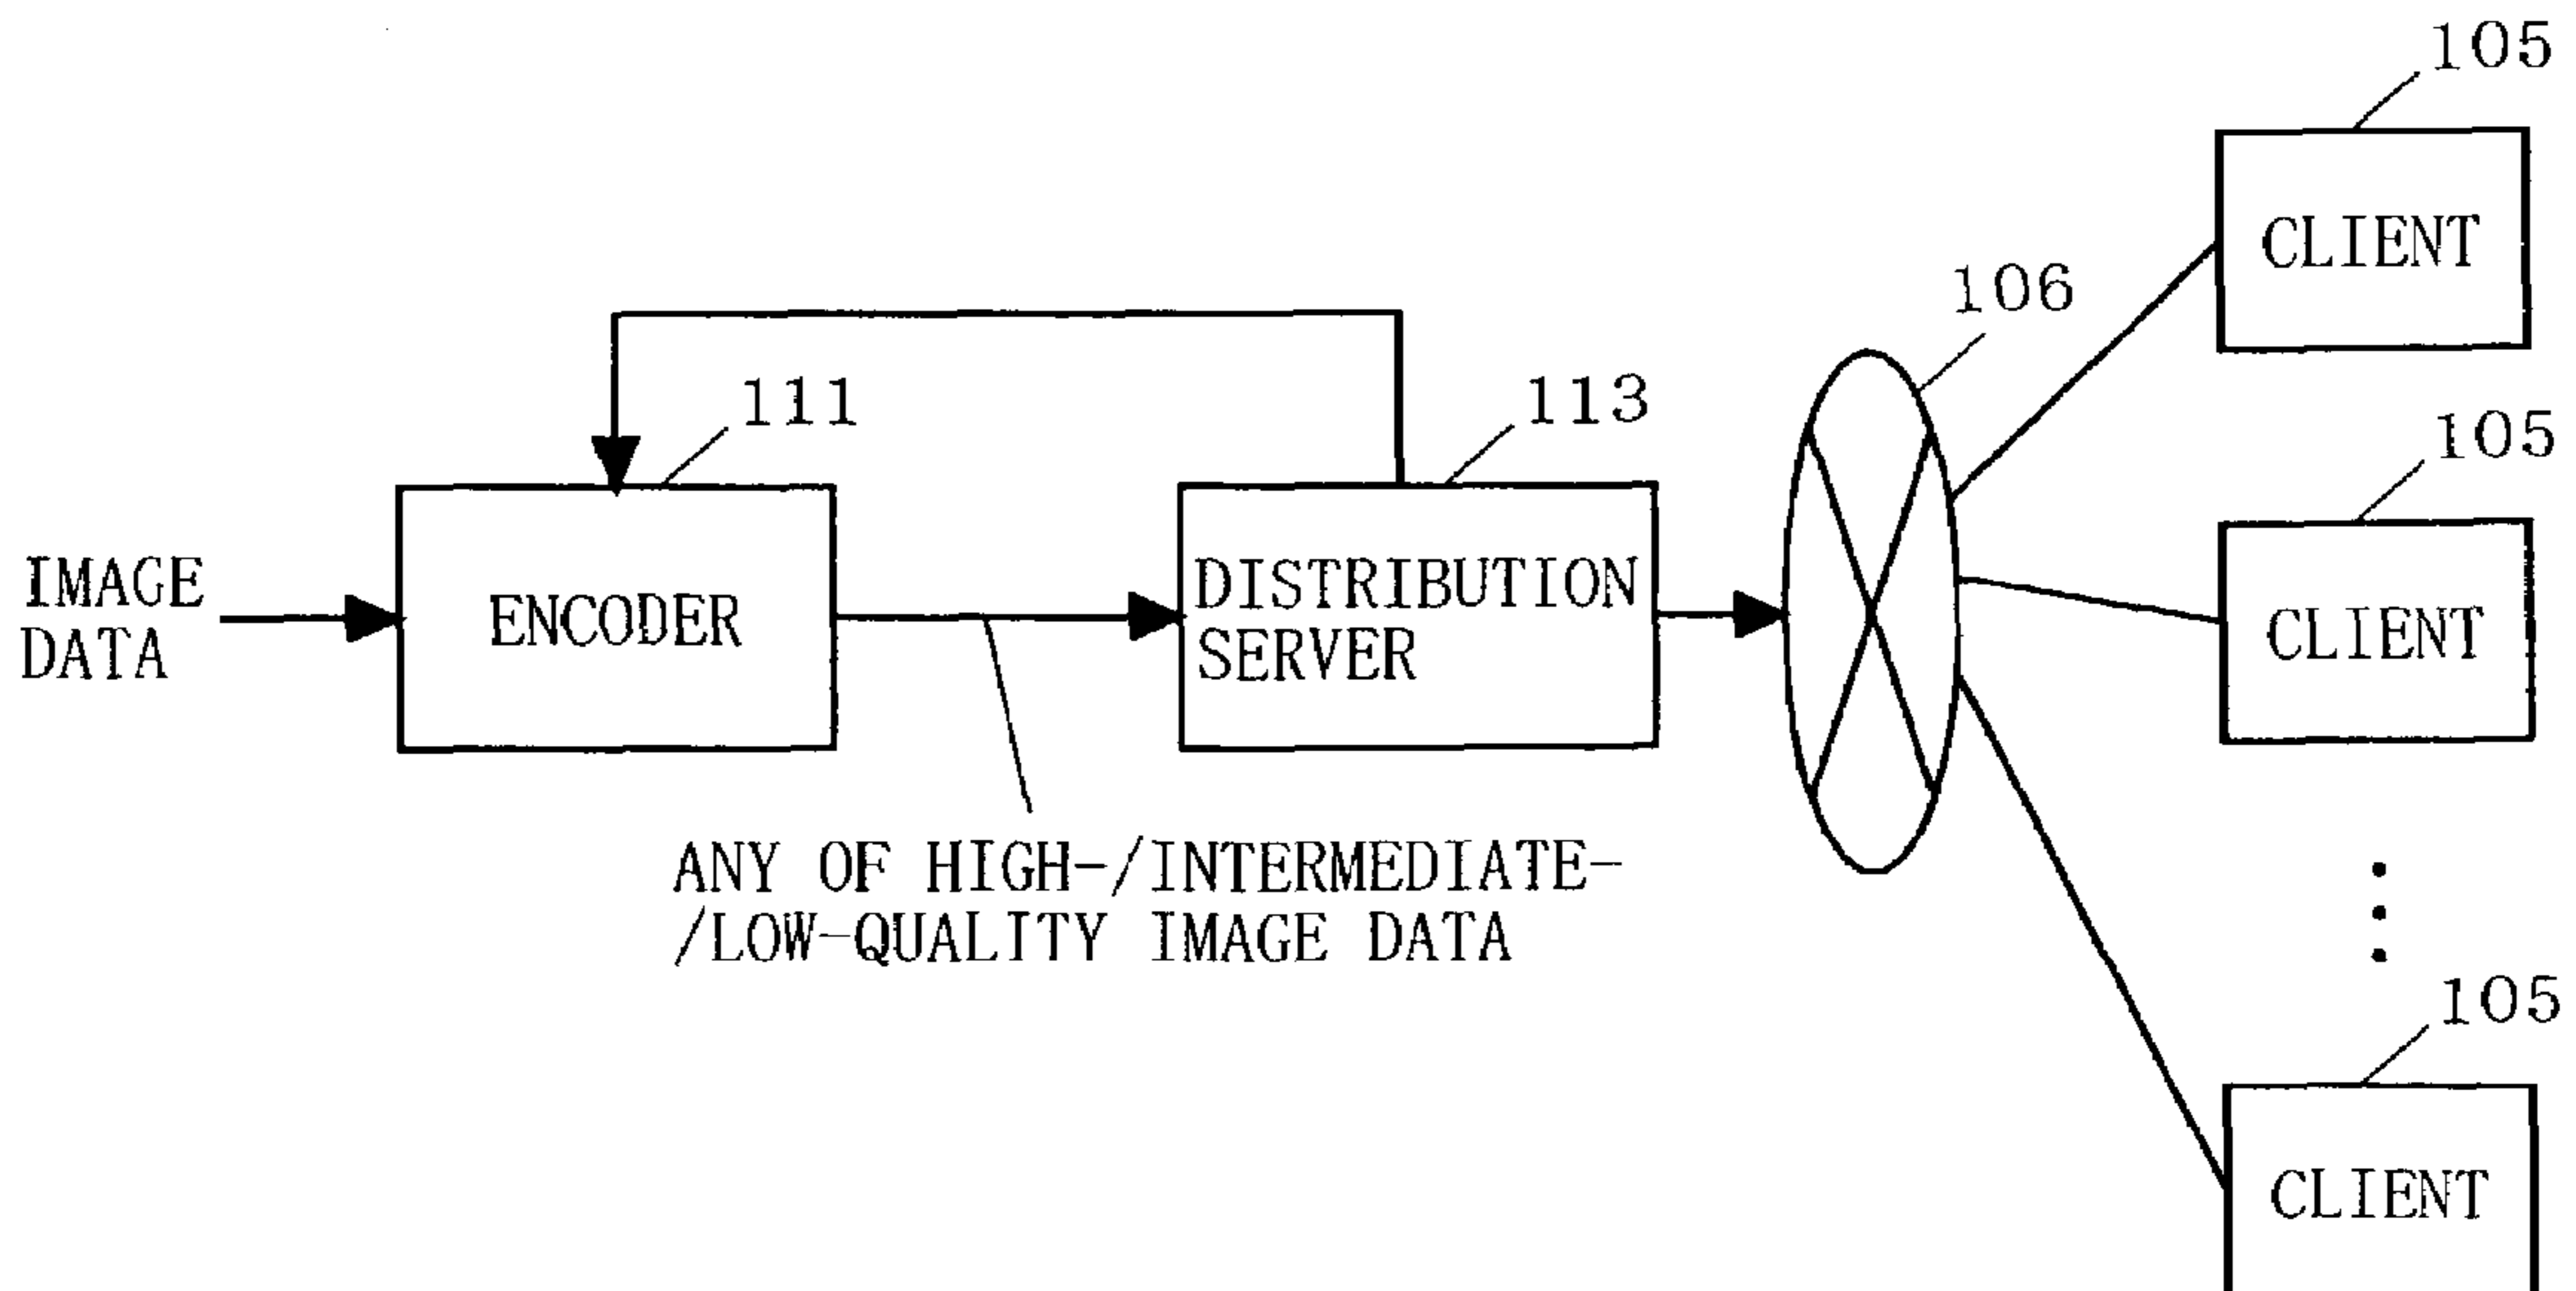 105
CLIENT
106
111
113
105
IMAGE
DATA
ENCODER
DISTRIBUTION
SERVER
CLIENT
ANY OF HIGH-/INTERMEDIATE-
/LOW-QUALITY IMAGE DATA
105
CLIENT